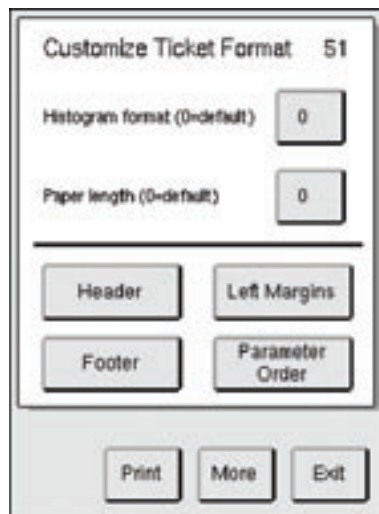 Customize Ticket Format 51
Histogram format (0=default) 0
Paper length (0=default) 0
Header Left Margins
Footer Parameter
Order
Print More Exit